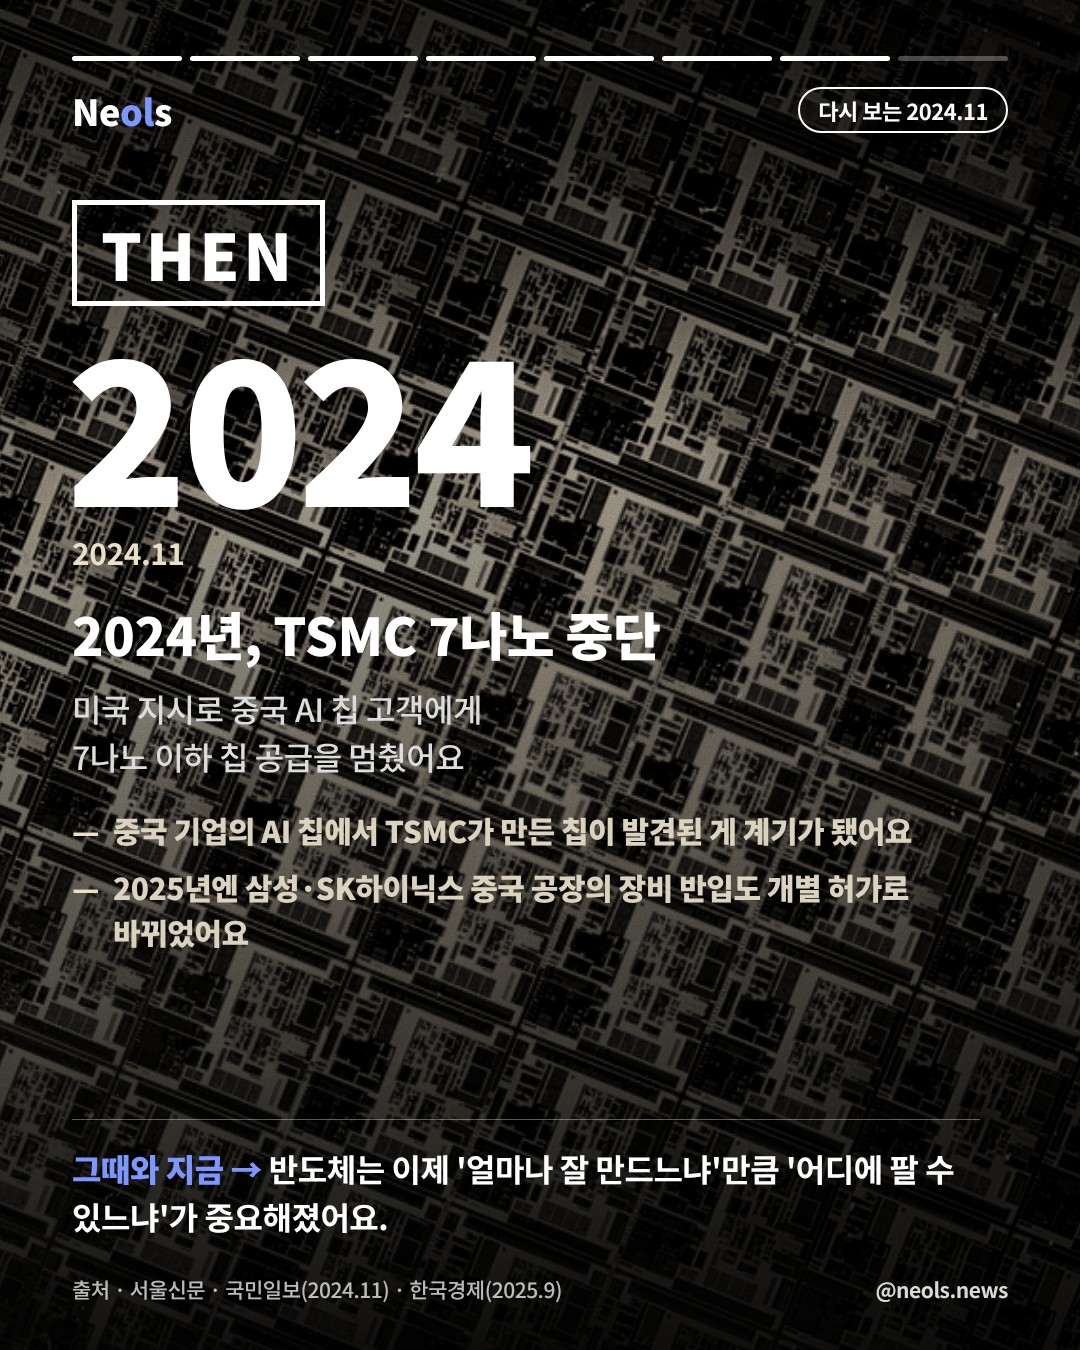 Neols
다시 보는 2024.11
THEN
2024
2024.11
2024년, TSMC 7나노 중단
미국 지시로 중국 AI 칩 고객에게
7나노 이하 칩 공급을 멈췄어요
— 중국 기업의 AI 칩에서 TSMC가 만든 칩이 발견된 게 계기가 됐어요
— 2025년엔 삼성·SK하이닉스 중국 공장의 장비 반입도 개별 허가로
바뀌었어요
그때와 지금 → 반도체는 이제 '얼마나 잘 만드느냐'만큼 '어디에 팔 수
있느냐'가 중요해졌어요.
출처 · 서울신문 · 국민일보(2024.11) · 한국경제(2025.9)
@neols.news